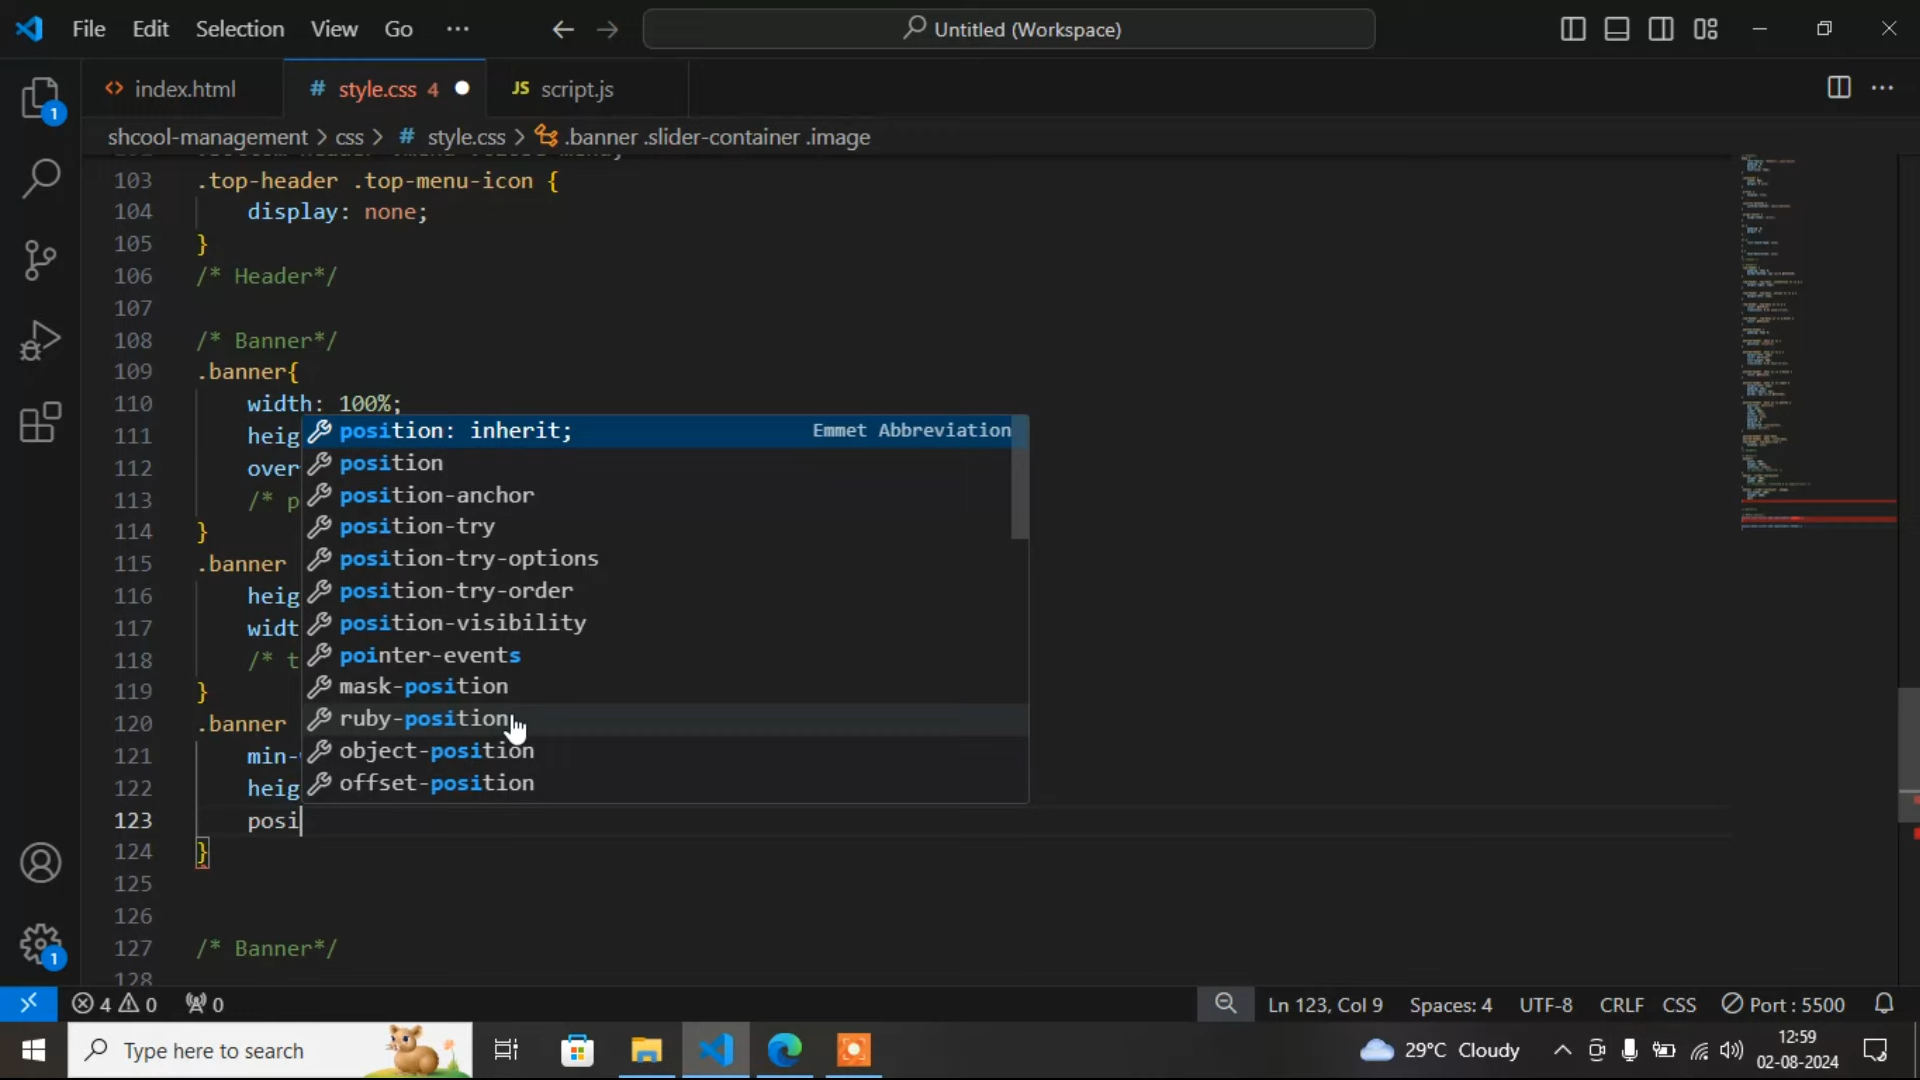 File Edit Selection View Go ··· Untitled (Workspace)
index.html # style.css 4 JS script.js
shcool-management > css > # style.css > .banner .slider-container .image
103 .top-header .top-menu-icon {
104 display: none;
105 }
106 /* Header*/
107
108 /* Banner*/
109 .banner{
110 width: 100%;
111 heig
112 over
113 /* p
114 }
115 .banner
116 heig
117 widt
118 /* t
119 }
120 .banner
121 min-
122 heig
123 posi
124 }
125
126
127 /* Banner*/
128
position: inherit; Emmet Abbreviation
position
position-anchor
position-try
position-try-options
position-try-order
position-visibility
pointer-events
mask-position
ruby-position
object-position
offset-position
1
1
4 0 0 Ln 123, Col 9 Spaces: 4 UTF-8 CRLF CSS Port : 5500
Type here to search 29°C Cloudy 12:59
02-08-2024